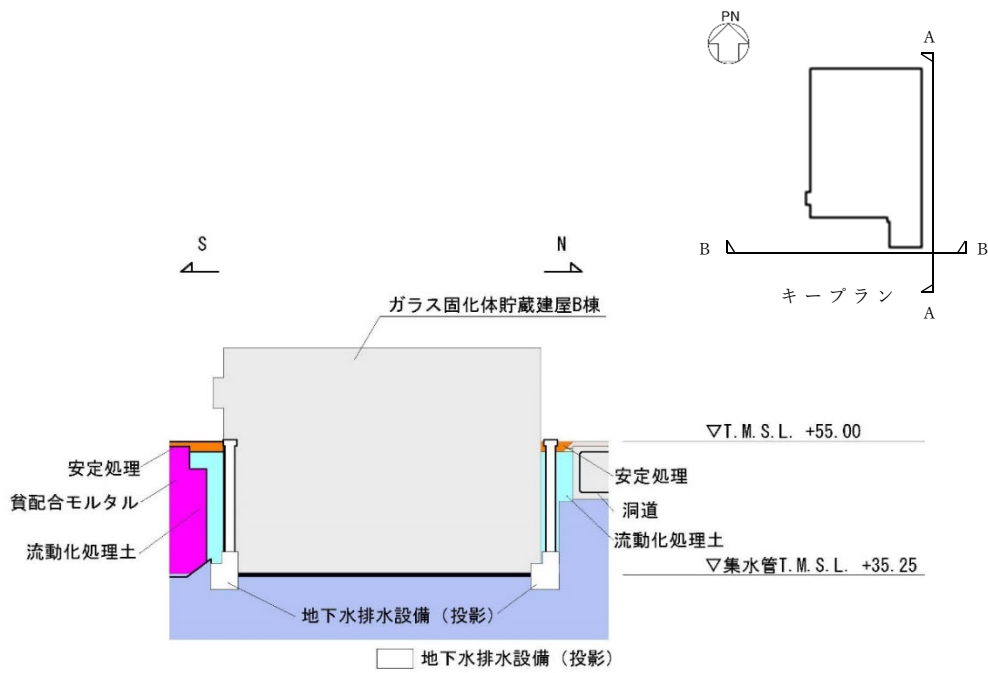 PN
A
B
B
キープラン
A
S
N
ガラス固化体貯蔵建屋B棟
▽T.M.S.L. +55.00
安定処理
安定処理
貧配合モルタル
洞道
流動化処理土
流動化処理土
▽集水管T.M.S.L. +35.25
地下水排水設備（投影）
地下水排水設備（投影）